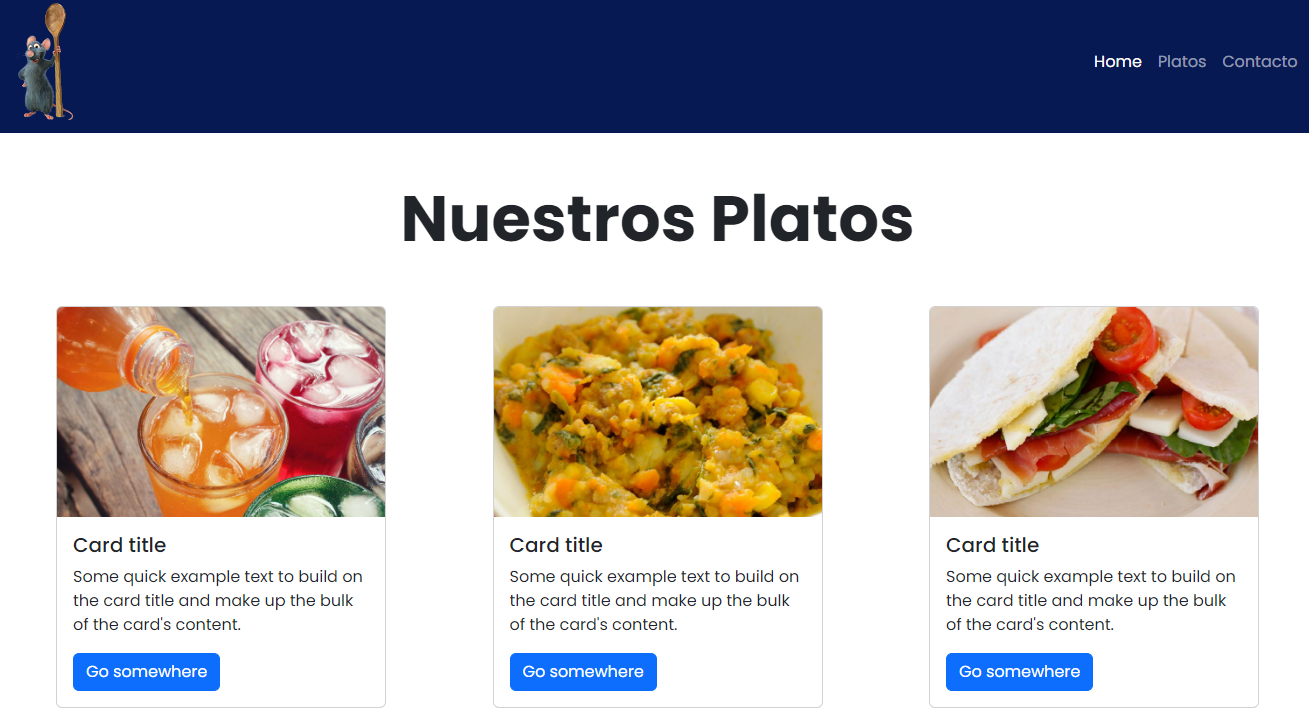 Home Platos Contacto
Nuestros Platos
Card title
Some quick example text to build on
the card title and make up the bulk
of the card's content.
Go somewhere
Card title
Some quick example text to build on
the card title and make up the bulk
of the card's content.
Go somewhere
Card title
Some quick example text to build on
the card title and make up the bulk
of the card's content.
Go somewhere